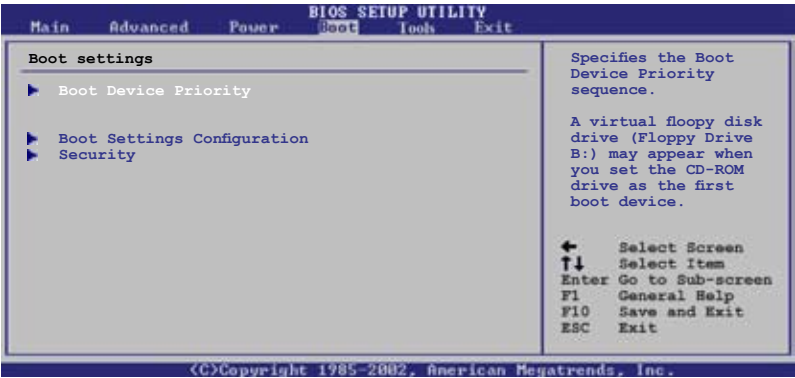 BIOS SETUP UTILITY
Main Advanced Power Boot Tools Exit
Boot settings
Boot Device Priority
Boot Settings Configuration
Security
Specifies the Boot
Device Priority
sequence.
A virtual floopy disk
drive (Floppy Drive
B:) may appear when
you set the CD-ROM
drive as the first
boot device.
Select Screen
Select Item
Enter Go to Sub-screen
F1 General Help
F10 Save and Exit
ESC Exit
(C)Copyright 1985-2002, American Megatrends, Inc.